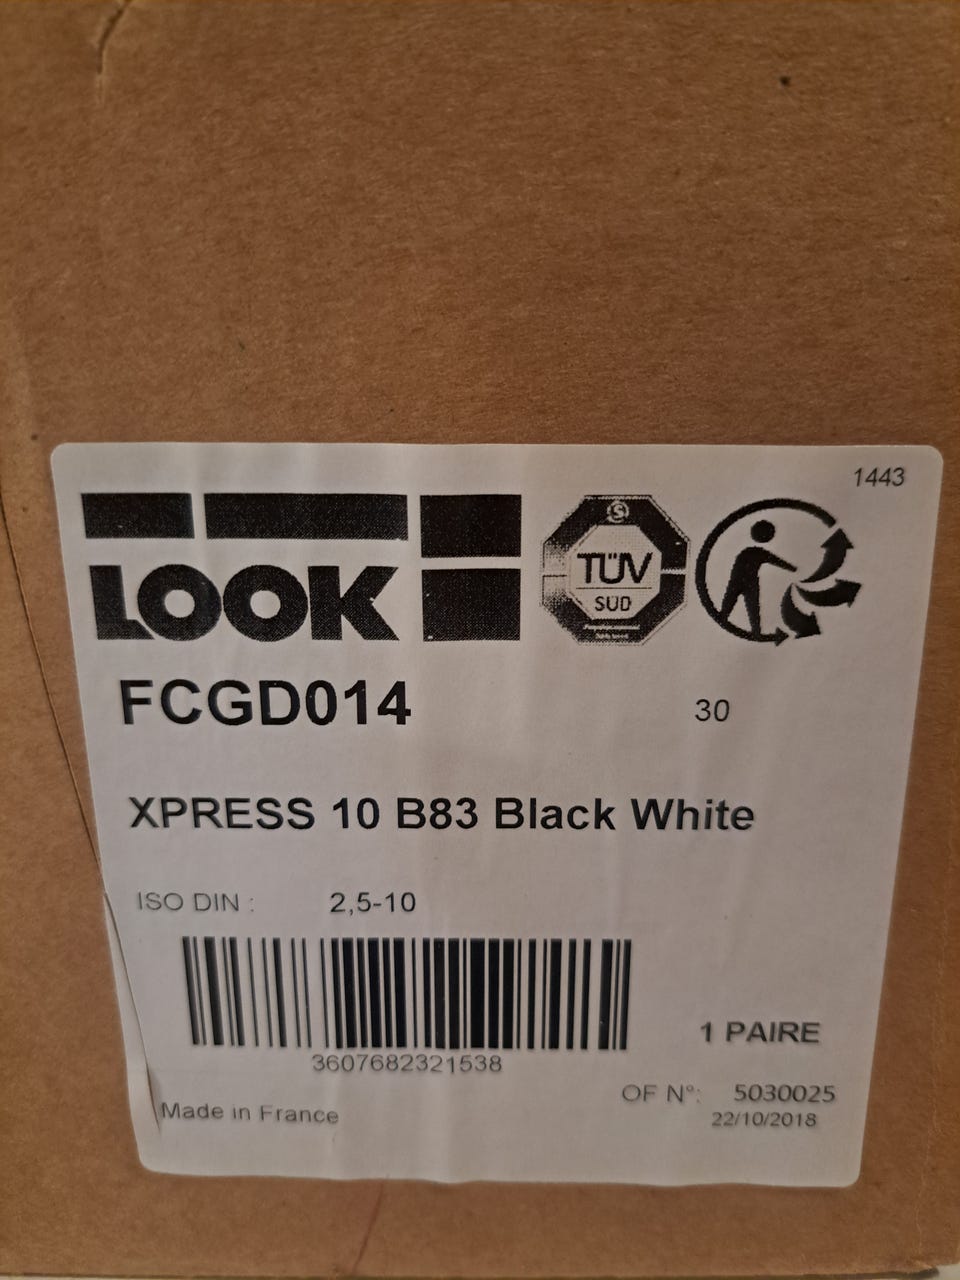 1443
LOOK
S
TÜV
SÜD
FCGD014
30
XPRESS 10 B83 Black White
ISO DIN : 2,5-10
3607682321538
1 PAIRE
OF N°: 5030025
22/10/2018
Made in France